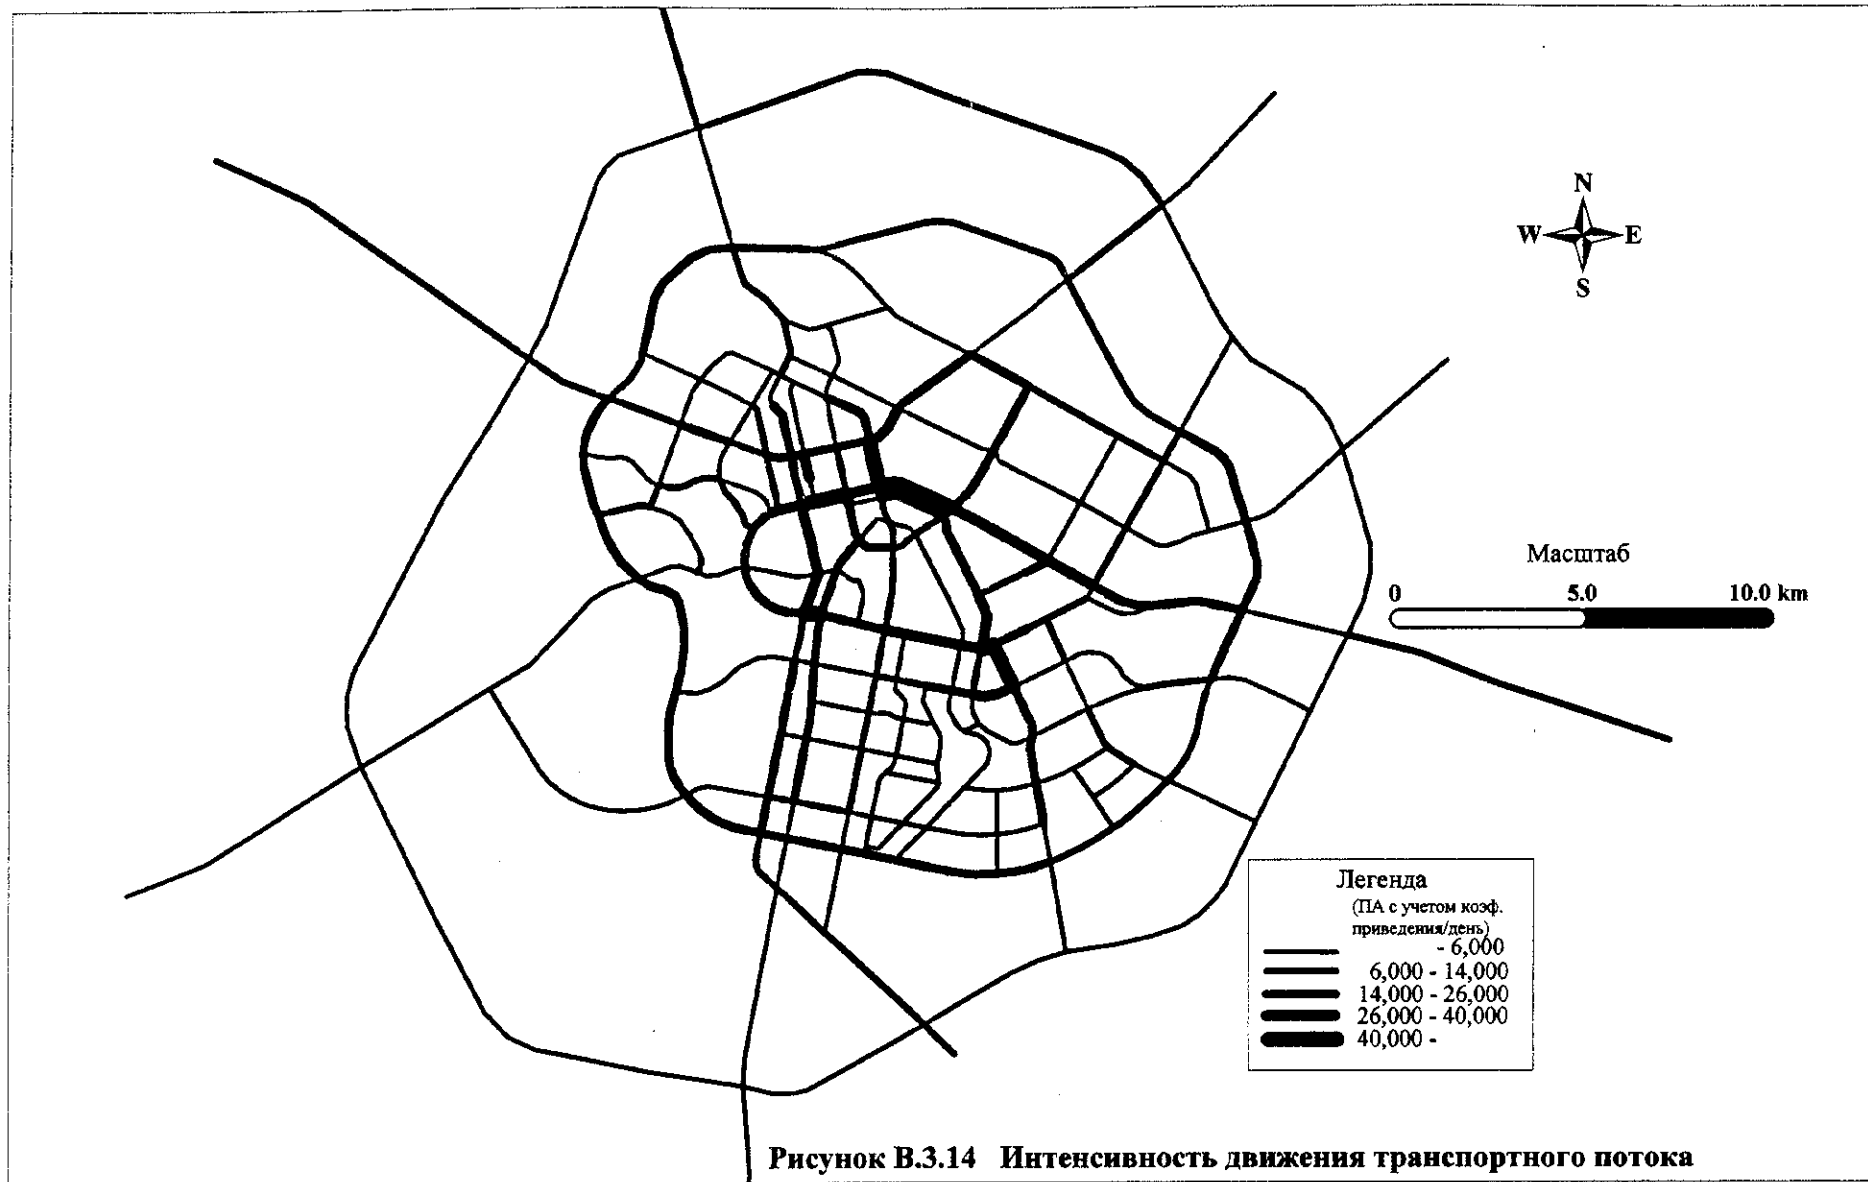 N
W E
S
Масштаб
0 5.0 10.0 km
Легенда
(ПА с учетом коэф.
приведения/день)
- 6,000
6,000 - 14,000
14,000 - 26,000
26,000 - 40,000
40,000 -
Рисунок В.3.14 Интенсивность движения транспортного потока